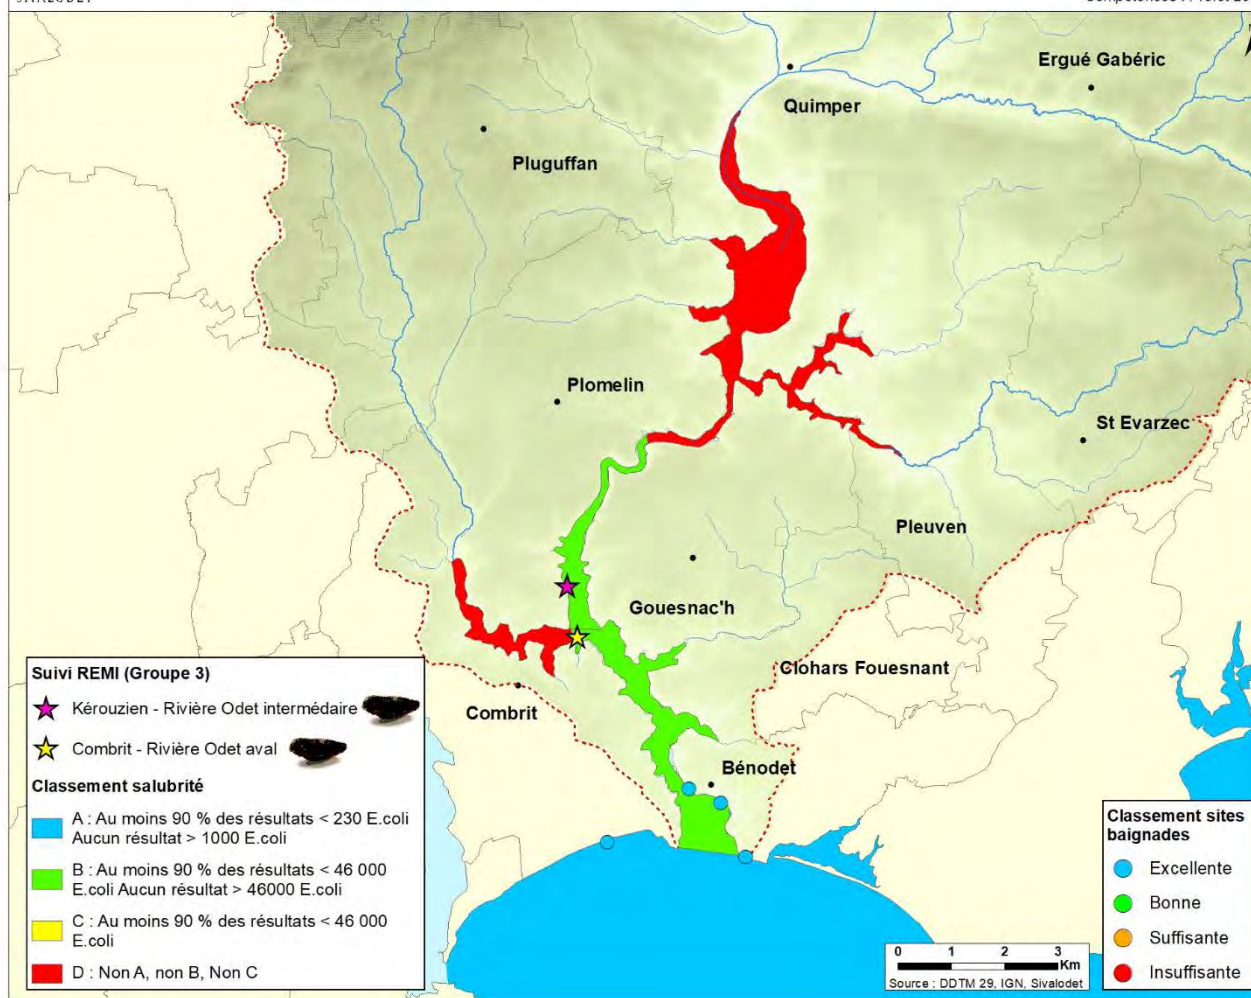 Quimper
Ergué Gabéric
Pluguffan
Plomelin
St Evarzec
Pleuven
Gouesnac'h
Clohars Fouesnant
Combrit
Bénodet
Suivi REMI (Groupe 3)
Kérouzien - Rivière Odet intermédaire
Combrit - Rivière Odet aval
Classement salubrité
A : Au moins 90 % des résultats < 230 E.coli
Aucun résultat > 1000 E.coli
B : Au moins 90 % des résultats < 46 000
E.coli Aucun résultat > 46000 E.coli
C : Au moins 90 % des résultats < 46 000
E.coli
D : Non A, non B, Non C
Classement sites
baignades
Excellente
Bonne
Suffisante
Insuffisante
0 1 2 3
Km
Source : DDTM 29, IGN, Sivalodet